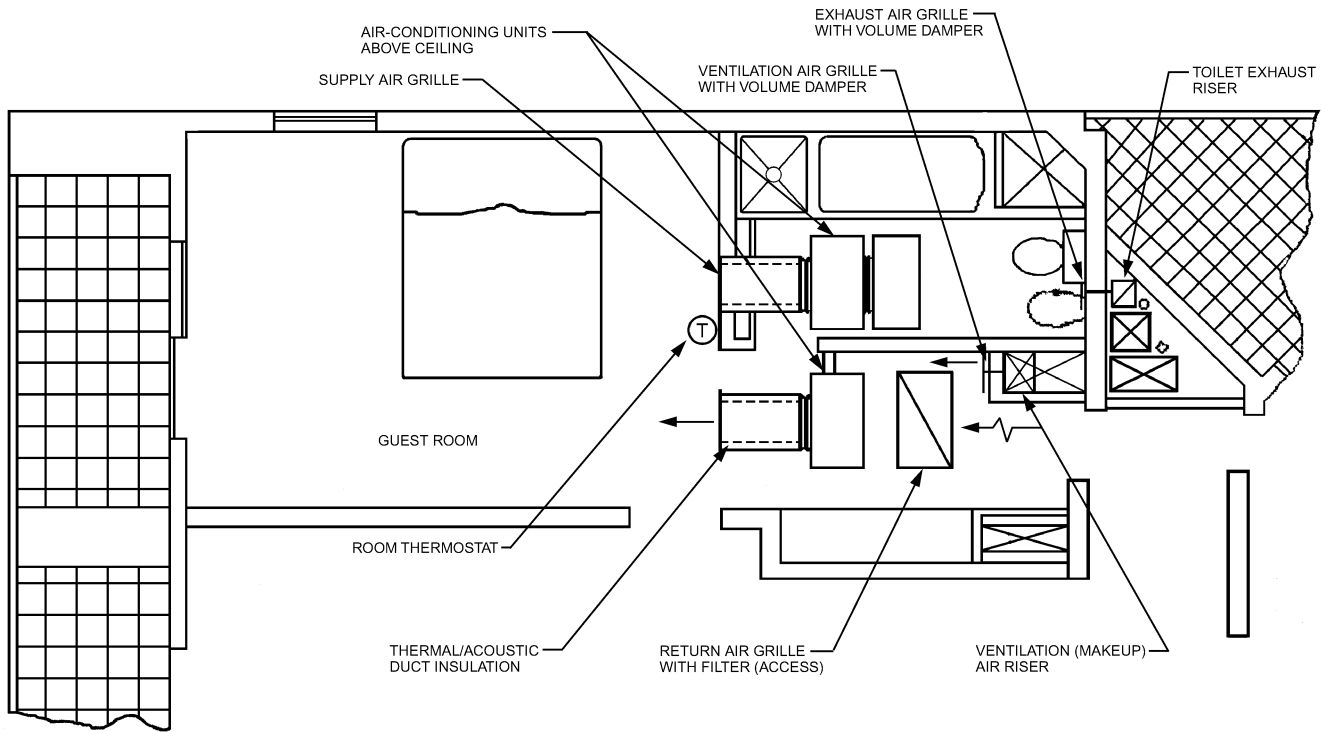 EXHAUST AIR GRILLE
WITH VOLUME DAMPER
AIR-CONDITIONING UNITS
ABOVE CEILING
SUPPLY AIR GRILLE
VENTILATION AIR GRILLE
WITH VOLUME DAMPER
TOILET EXHAUST
RISER
T
GUEST ROOM
ROOM THERMOSTAT
THERMAL/ACOUSTIC
DUCT INSULATION
RETURN AIR GRILLE
WITH FILTER (ACCESS)
VENTILATION (MAKEUP)
AIR RISER